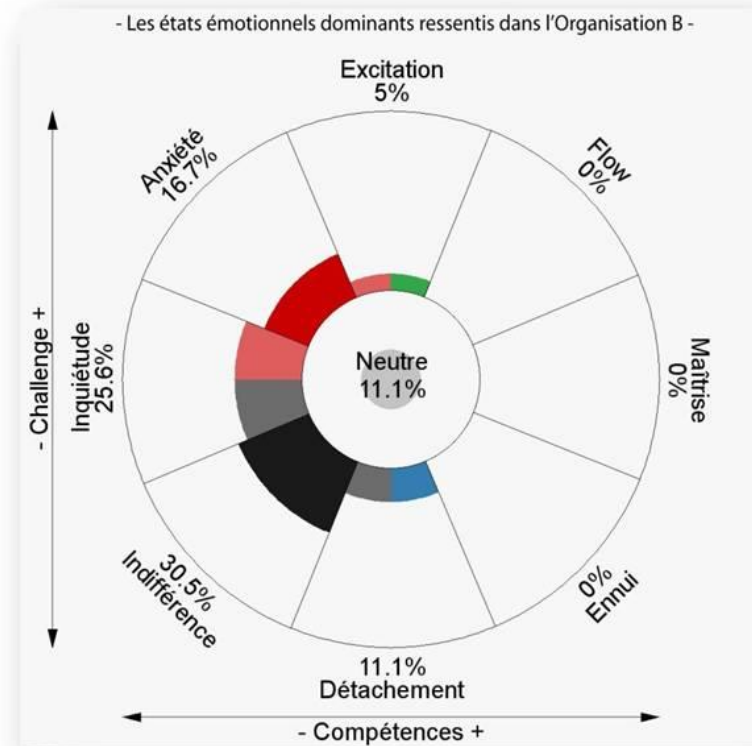 - Les états émotionnels dominants ressentis dans l'Organisation B -
Excitation
5%
Anxiété
16.7%
Flow
0%
- Challenge +
Inquiétude
25.6%
Neutre
11.1%
Maîtrise
0%
30.5%
Indifférence
0%
Ennui
11.1%
Détachement
- Compétences +